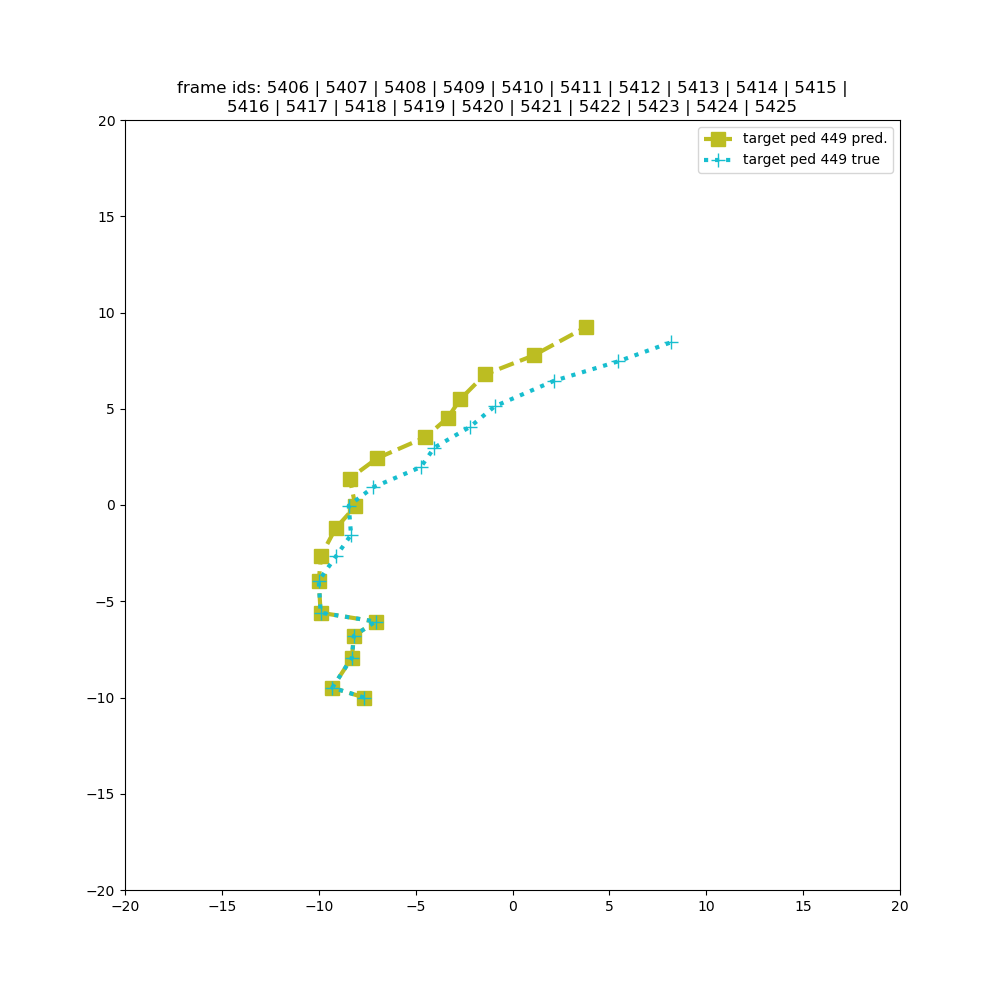 frame ids: 5406 | 5407 | 5408 | 5409 | 5410 | 5411 | 5412 | 5413 | 5414 | 5415 |
5416 | 5417 | 5418 | 5419 | 5420 | 5421 | 5422 | 5423 | 5424 | 5425
target ped 449 pred.
target ped 449 true
20
15
10
5
0
−5
−10
−15
−20
−20 −15 −10 −5 0 5 10 15 20